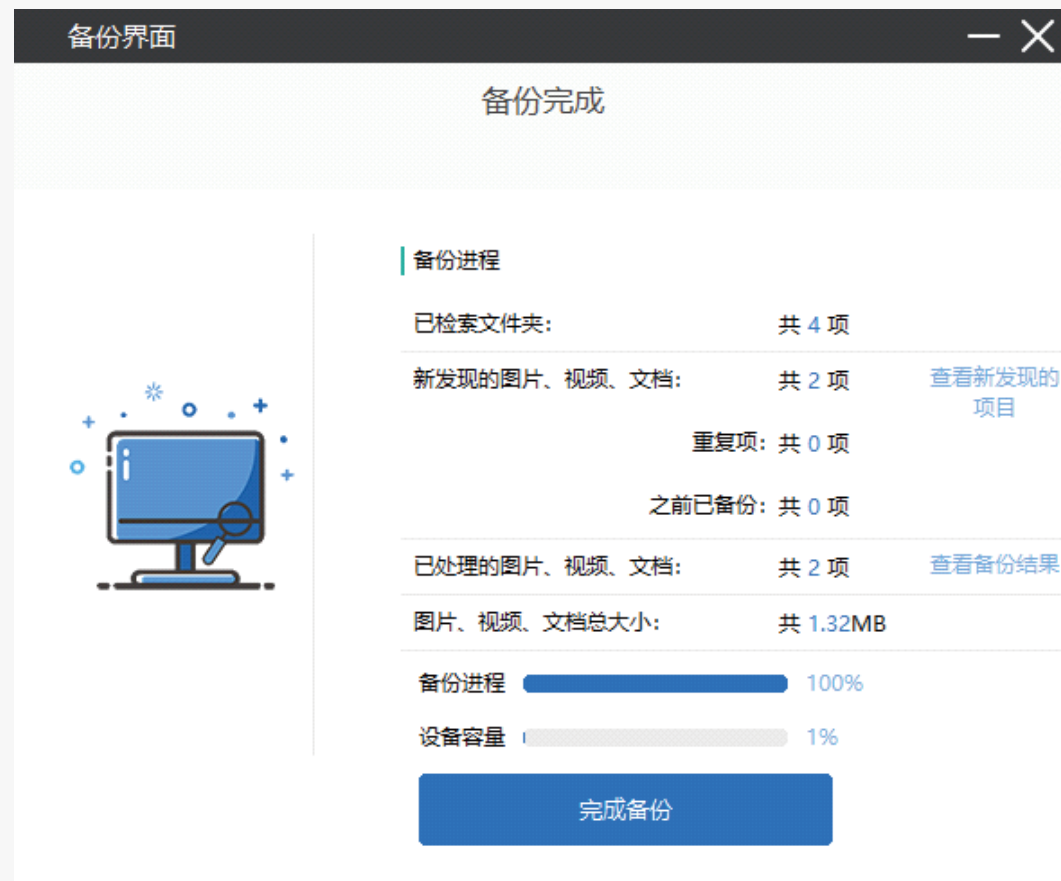 备份界面
备份完成
备份进程
已检索文件夹: 共 4 项
新发现的图片、视频、文档: 共 2 项 查看新发现的
项目
重复项: 共 0 项
之前已备份: 共 0 项
已处理的图片、视频、文档: 共 2 项 查看备份结果
图片、视频、文档总大小: 共 1.32MB
备份进程 100%
设备容量 1%
完成备份